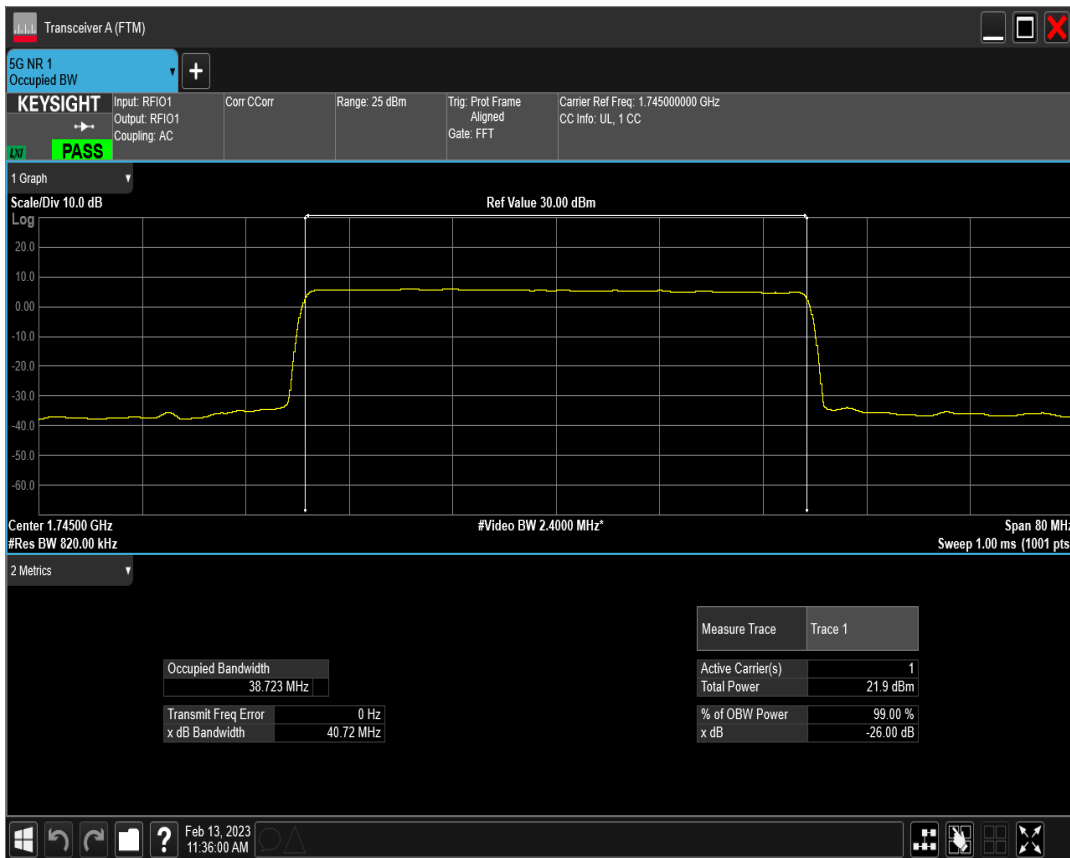 Transceiver A (FTM)
5G NR 1
Occupied BW
+
KEYSIGHT
LXI
PASS
Input: RFIO1
Output: RFIO1
Coupling: AC
Corr CCorr
Range: 25 dBm
Trig: Prot Frame
Aligned
Gate: FFT
Carrier Ref Freq: 1.745000000 GHz
CC Info: UL, 1 CC
1 Graph
Scale/Div 10.0 dB
Ref Value 30.00 dBm
Log
20.0
10.0
0.00
-10.0
-20.0
-30.0
-40.0
-50.0
-60.0
Center 1.74500 GHz
#Video BW 2.4000 MHz*
Span 80 MHz
#Res BW 820.00 kHz
Sweep 1.00 ms (1001 pts
2 Metrics
Measure Trace Trace 1
Occupied Bandwidth
38.723 MHz
Active Carrier(s) 1
Total Power 21.9 dBm
Transmit Freq Error 0 Hz
x dB Bandwidth 40.72 MHz
% of OBW Power 99.00 %
x dB -26.00 dB
?
Feb 13, 2023
11:36:00 AM